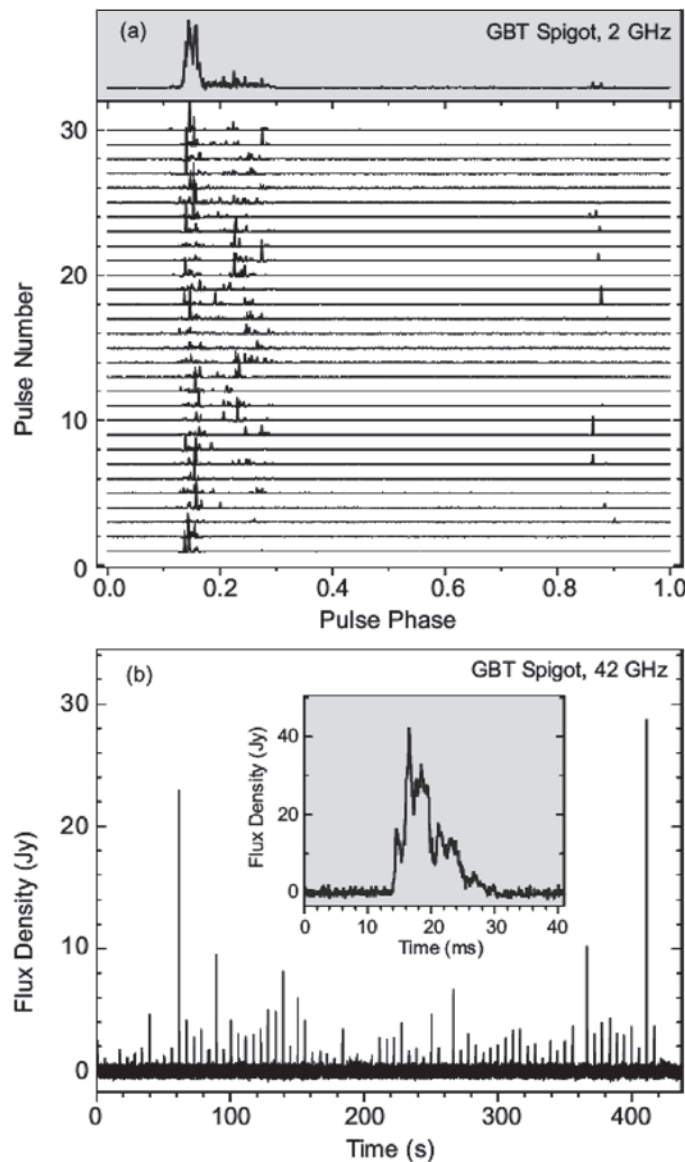 (a) GBT Spigot, 2 GHz
30
20
10
0
Pulse Number
0.0 0.2 0.4 0.6 0.8 1.0
Pulse Phase
(b) GBT Spigot, 42 GHz
30
20
10
0
Flux Density (Jy)
40
20
0
Flux Density (Jy)
0 10 20 30 40
Time (ms)
0 100 200 300 400
Time (s)